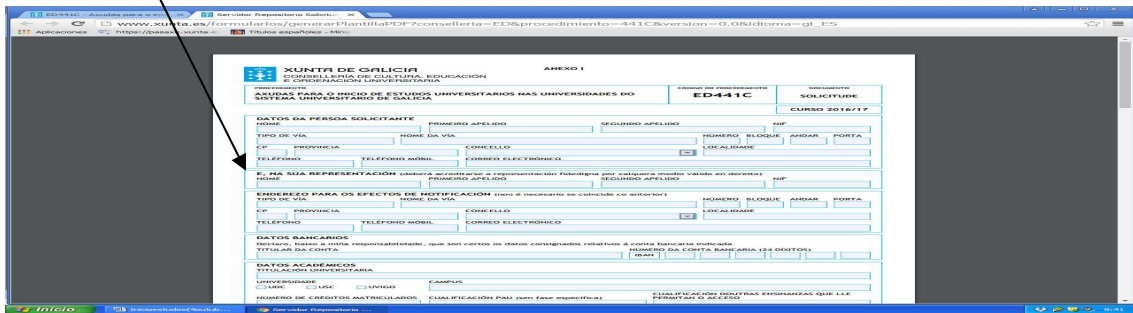 ED441C - Axudas para o in...
Servidor Repositorio Solicit...
www.xunta.es/formularios/generarPlantillaPDF?conselleria=ED&procedimiento=441C&version=0.0&idioma=gl_ES
Aplicaciones https://pasaxe.xunta.c Títulos españoles - Mini
XUNTA DE GALICIA
CONSELLERÍA DE CULTURA, EDUCACIÓN
E ORDENACIÓN UNIVERSITARIA
ANEXO I
PROCEDEMENTO
AXUDAS PARA O INICIO DE ESTUDOS UNIVERSITARIOS NAS UNIVERSIDADES DO
SISTEMA UNIVERSITARIO DE GALICIA
CÓDIGO DO PROCEDEMENTO
ED441C
DOCUMENTO
SOLICITUDE
CURSO 2016/17
DATOS DA PERSOA SOLICITANTE
NOME PRIMEIRO APELIDO SEGUNDO APELIDO NIF
TIPO DE VÍA NOME DA VÍA NÚMERO BLOQUE ANDAR PORTA
CP PROVINCIA CONCELLO LOCALIDADE
TELÉFONO TELÉFONO MÓBIL CORREO ELECTRÓNICO
E, NA SÚA REPRESENTACIÓN (deberá acreditarse a representación fidedigna por calquera medio válido en dereito)
NOME PRIMEIRO APELIDO SEGUNDO APELIDO NIF
ENDEREZO PARA OS EFECTOS DE NOTIFICACIÓN (non é necesario se coincide co anterior)
TIPO DE VÍA NOME DA VÍA NÚMERO BLOQUE ANDAR PORTA
CP PROVINCIA CONCELLO LOCALIDADE
TELÉFONO TELÉFONO MÓBIL CORREO ELECTRÓNICO
DATOS BANCARIOS
Declaro, baixo a miña responsabilidade, que son certos os datos consignados relativos á conta bancaria indicada.
TITULAR DA CONTA NÚMERO DA CONTA BANCARIA (24 DÍXITOS)
IBAN
DATOS ACADÉMICOS
TITULACIÓN UNIVERSITARIA
UNIVERSIDADE CAMPUS
UDC USC UVIGO
NÚMERO DE CRÉDITOS MATRICULADOS CUALIFICACIÓN PAU (sen fase específica) CUALIFICACIÓN DOUTRAS ENSINANZAS QUE LLE
PERMITAN O ACCESO
Inicio Servidor Repositorio ... 8:41